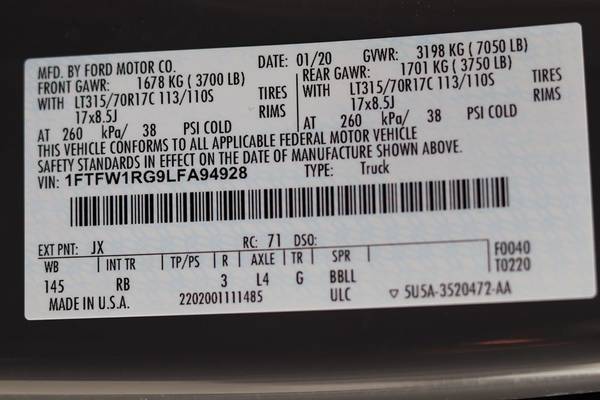 MFD. BY FORD MOTOR CO. DATE: 01/20 GVWR: 3198 KG ( 7050 LB)
FRONT GAWR: 1678 KG ( 3700 LB) REAR GAWR: 1701 KG ( 3750 LB)
WITH LT315/70R17C 113/110S TIRES WITH LT315/70R17C 113/110S TIRES
17x8.5J RIMS 17x8.5J RIMS
AT 260 kPa/ 38 PSI COLD AT 260 kPa/ 38 PSI COLD
THIS VEHICLE CONFORMS TO ALL APPLICABLE FEDERAL MOTOR VEHICLE
SAFETY STANDARDS IN EFFECT ON THE DATE OF MANUFACTURE SHOWN ABOVE.
VIN: 1FTFW1RG9LFA94928 TYPE: Truck
EXT PNT: JX RC: 71 DSO:
WB INT TR TP/PS R AXLE TR SPR F0040
145 RB 3 L4 G BBLL T0220
MADE IN U.S.A. 2202001111485 ULC ▽ 5U5A-3520472-AA